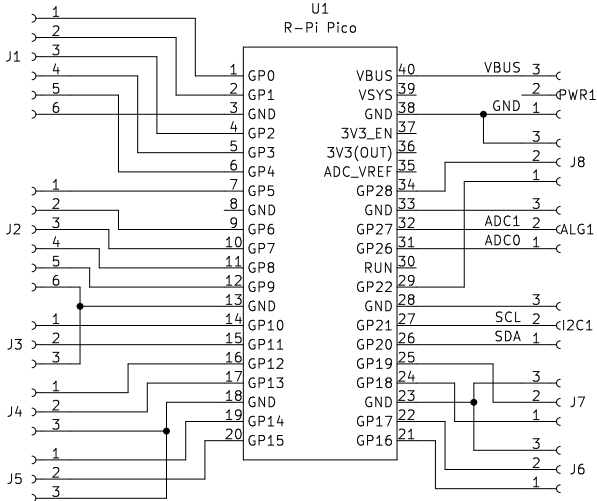 U1
R-Pi Pico
J1
1
2
3
4
5
6
J2
1
2
3
4
5
6
J3
1
2
3
J4
1
2
3
J5
1
2
3
1 GP0
2 GP1
3 GND
4 GP2
5 GP3
6 GP4
7 GP5
8 GND
9 GP6
10 GP7
11 GP8
12 GP9
13 GND
14 GP10
15 GP11
16 GP12
17 GP13
18 GND
19 GP14
20 GP15
VBUS 40
VSYS 39
GND 38
3V3_EN 37
3V3(OUT) 36
ADC_VREF 35
GP28 34
GND 33
GP27 32
GP26 31
RUN 30
GP22 29
GND 28
GP21 27
GP20 26
GP19 25
GP18 24
GND 23
GP17 22
GP16 21
VBUS 3
2 PWR1
GND 1
3
2 J8
1
3
ADC1 2 ALG1
ADC0 1
3
SCL 2 I2C1
SDA 1
3
2 J7
1
3
2 J6
1